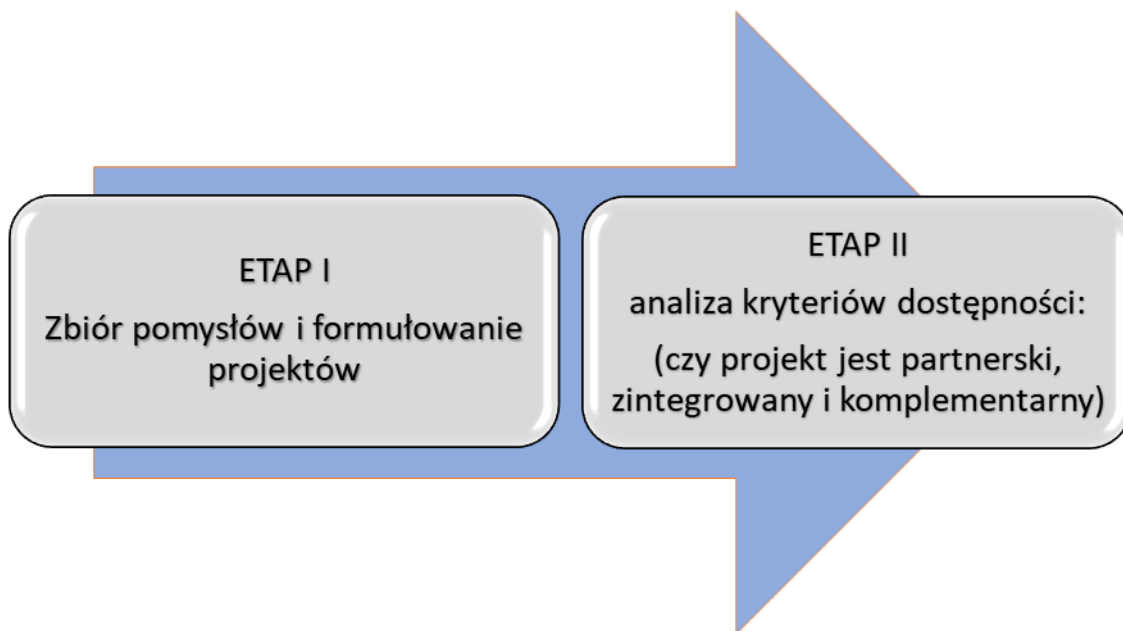 ETAP I
Zbiór pomysłów i formułowanie
projektów
ETAP II
analiza kryteriów dostępności:
(czy projekt jest partnerski,
zintegrowany i komplementarny)